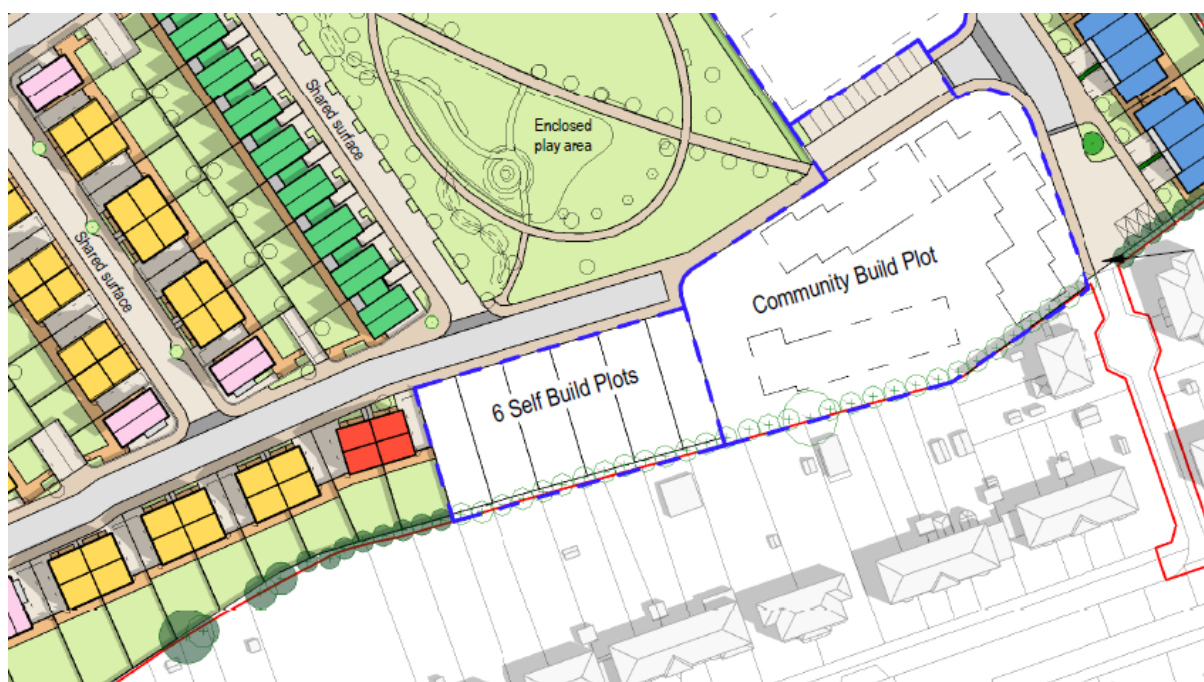 Shared surface
Enclosed
play area
Shared surface
Community Build Plot
6 Self Build Plots